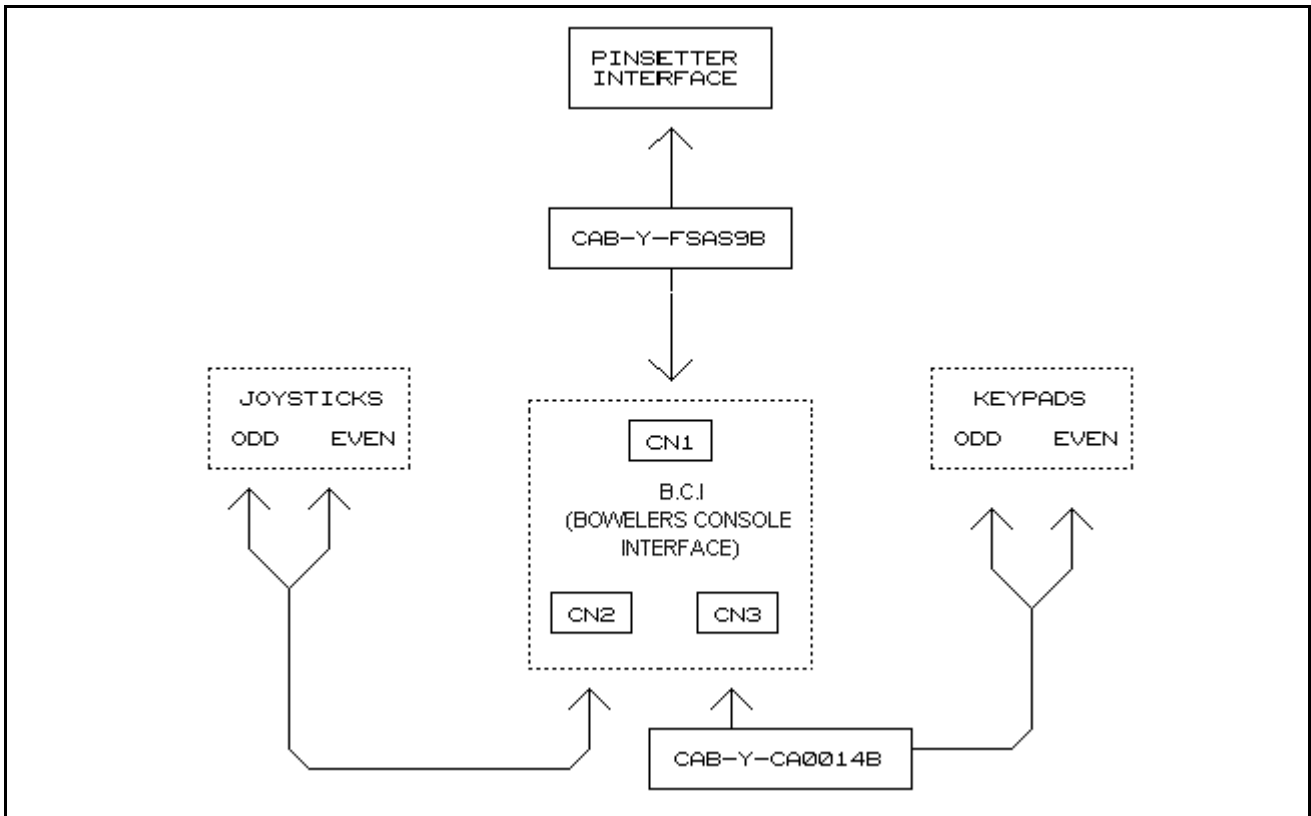 PINSETTER
INTERFACE
CAB-Y-FSAS9B
JOYSTICKS
ODD EVEN
KEYPADS
ODD EVEN
CN1
B.C.I
(BOWELERS CONSOLE
INTERFACE)
CN2
CN3
CAB-Y-CA0014B